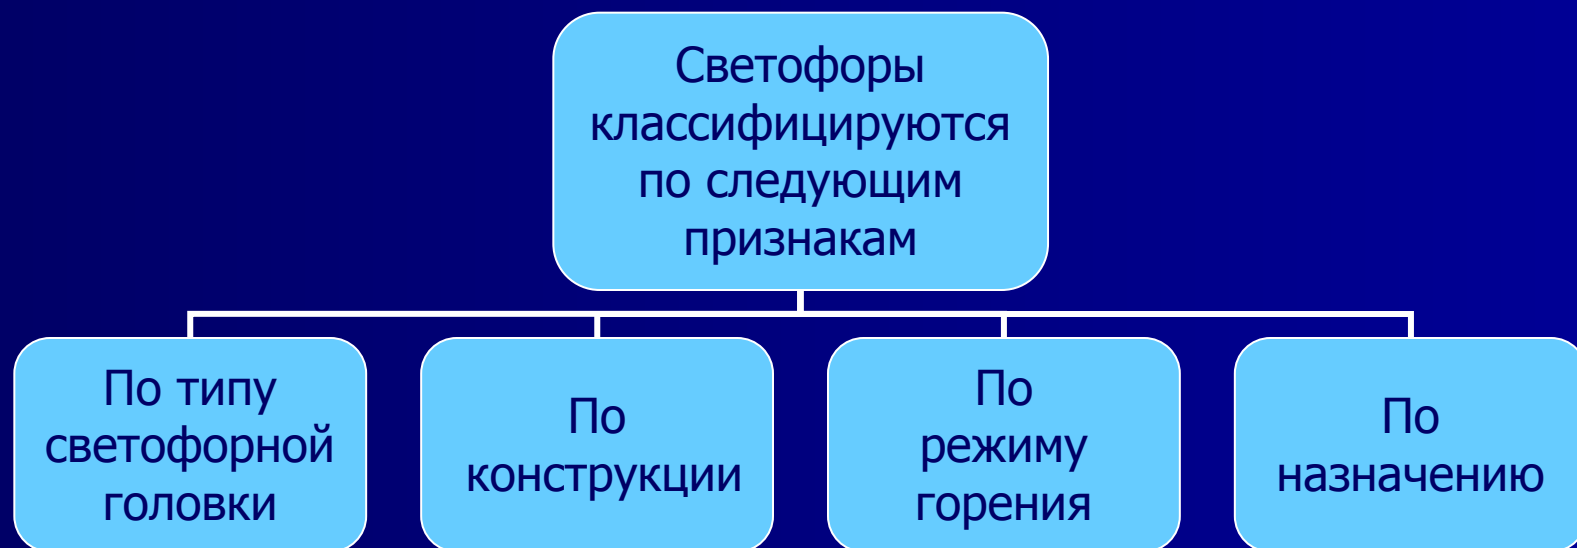 Светофоры
классифицируются
по следующим
признакам
По типу
светофорной
головки
По
конструкции
По
режиму
горения
По
назначению